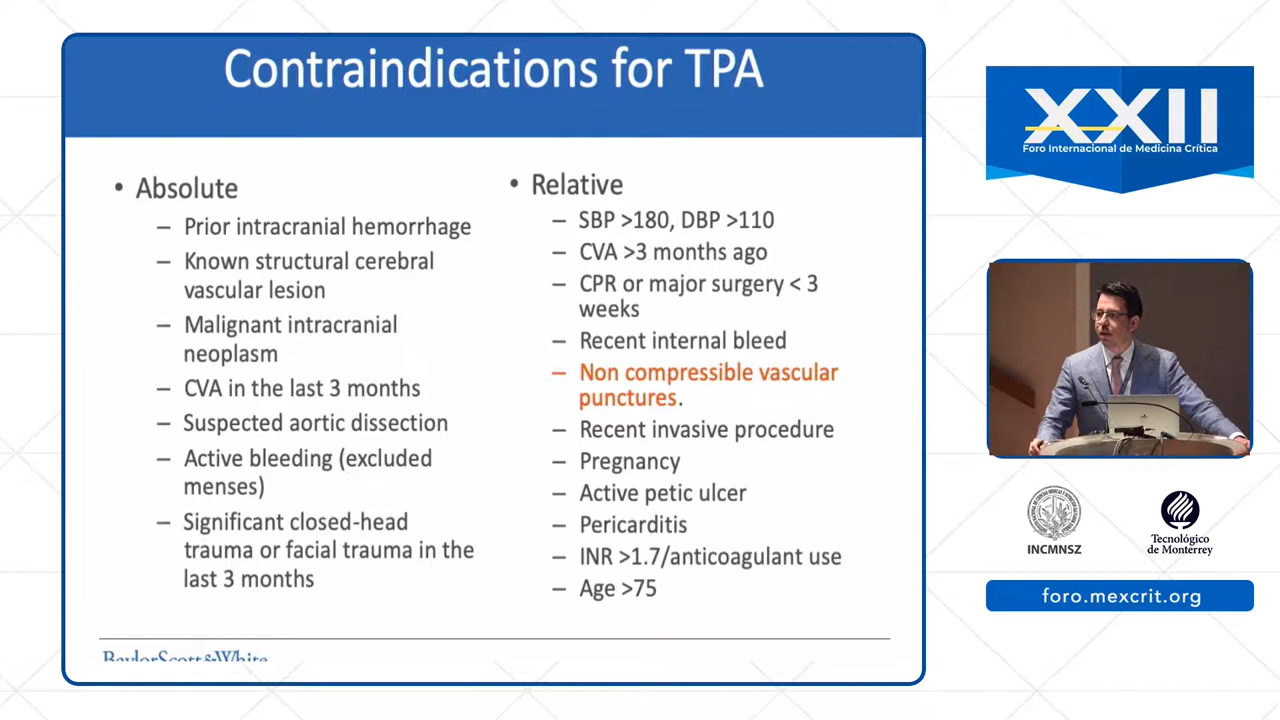 Contraindications for TPA
• Absolute
– Prior intracranial hemorrhage
– Known structural cerebral
vascular lesion
– Malignant intracranial
neoplasm
– CVA in the last 3 months
– Suspected aortic dissection
– Active bleeding (excluded
menses)
– Significant closed-head
trauma or facial trauma in the
last 3 months
• Relative
– SBP >180, DBP >110
– CVA >3 months ago
– CPR or major surgery < 3
weeks
– Recent internal bleed
– Non compressible vascular
punctures.
– Recent invasive procedure
– Pregnancy
– Active petic ulcer
– Pericarditis
– INR >1.7/anticoagulant use
– Age >75
BaylorScott&White
XXII
Foro Internacional de Medicina Crítica
INCMNSZ
Tecnológico
de Monterrey
foro.mexcrit.org